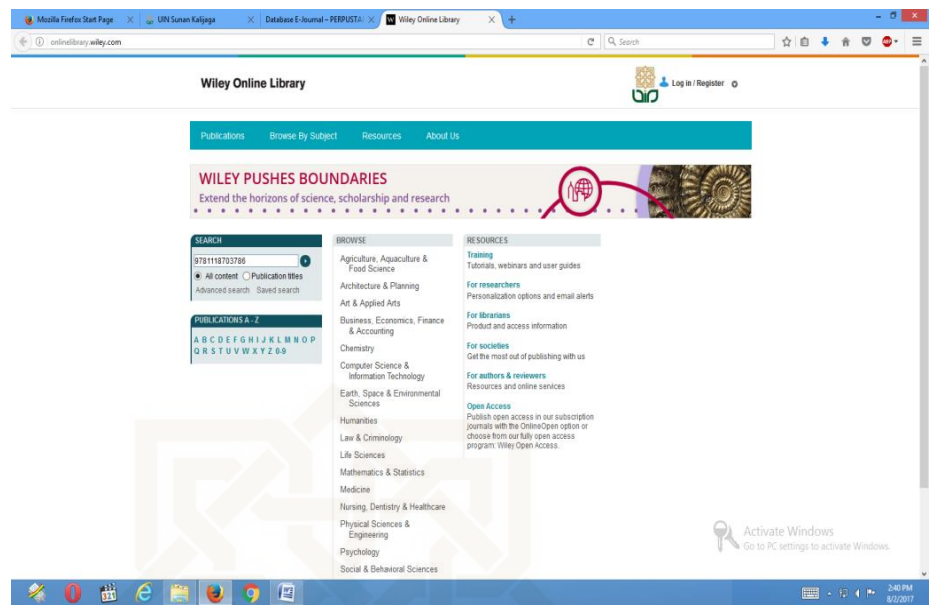 Mozilla Firefox Start Page
UIN Sunan Kalijaga
Database E-Journal – PERPUSTA
Wiley Online Library
onlinelibrary.wiley.com
Search
Wiley Online Library
Log in / Register
Publications Browse By Subject Resources About Us
WILEY PUSHES BOUNDARIES
Extend the horizons of science, scholarship and research
SEARCH
9781118703786
All content Publication titles
Advanced search Saved search
PUBLICATIONS A - Z
A B C D E F G H I J K L M N O P
Q R S T U V W X Y Z 0-9
BROWSE
Agriculture, Aquaculture &
Food Science
Architecture & Planning
Art & Applied Arts
Business, Economics, Finance
& Accounting
Chemistry
Computer Science &
Information Technology
Earth, Space & Environmental
Sciences
Humanities
Law & Criminology
Life Sciences
Mathematics & Statistics
Medicine
Nursing, Dentistry & Healthcare
Physical Sciences &
Engineering
Psychology
Social & Behavioral Sciences
RESOURCES
Training
Tutorials, webinars and user guides
For researchers
Personalization options and email alerts
For librarians
Product and access information
For societies
Get the most out of publishing with us
For authors & reviewers
Resources and online services
Open Access
Publish open access in our subscription
journals with the OnlineOpen option or
choose from our fully open access
program: Wiley Open Access.
Activate Windows
Go to PC settings to activate Windows.
2:40 PM
8/2/2017